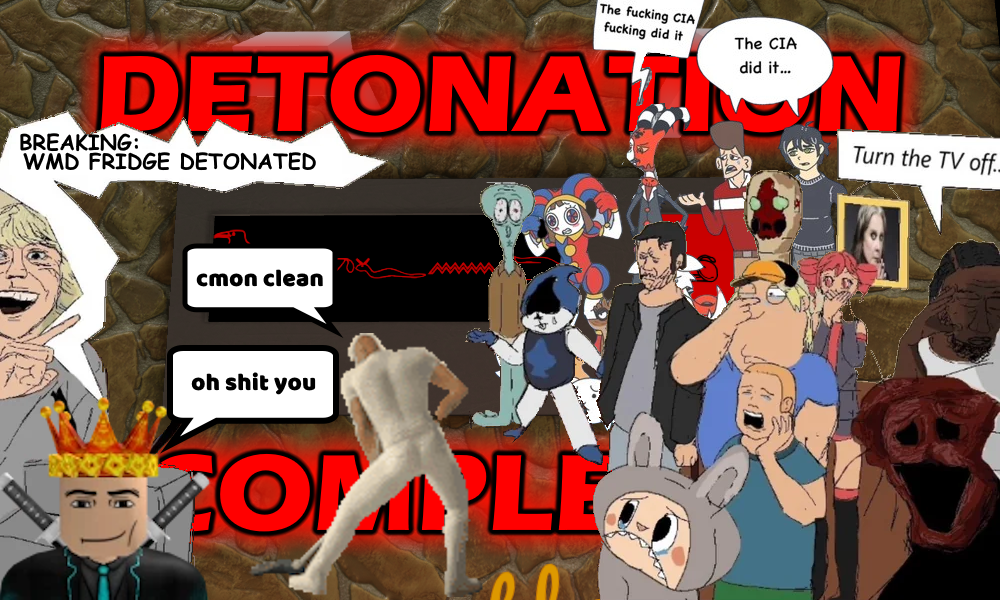 The fucking CIA
fucking did it
The CIA
did it...
DETONATION
BREAKING:
WMD FRIDGE DETONATED
Turn the TV off..
cmon clean
oh shit you
COMPLE